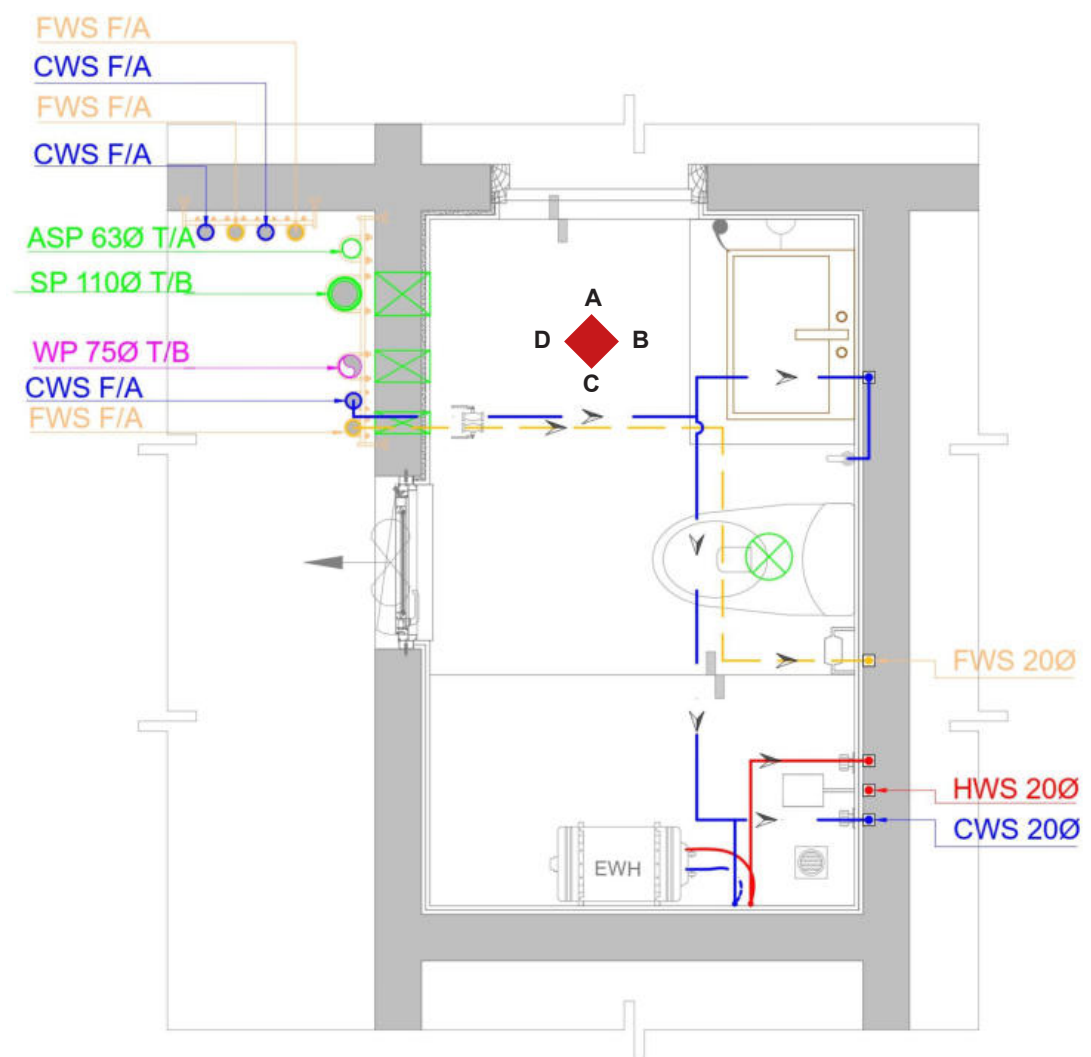 FWS F/A
CWS F/A
FWS F/A
CWS F/A
ASP 63Ø T/A
SP 110Ø T/B
WP 75Ø T/B
CWS F/A
FWS F/A
A
D B
C
FWS 20Ø
HWS 20Ø
CWS 20Ø
EWH